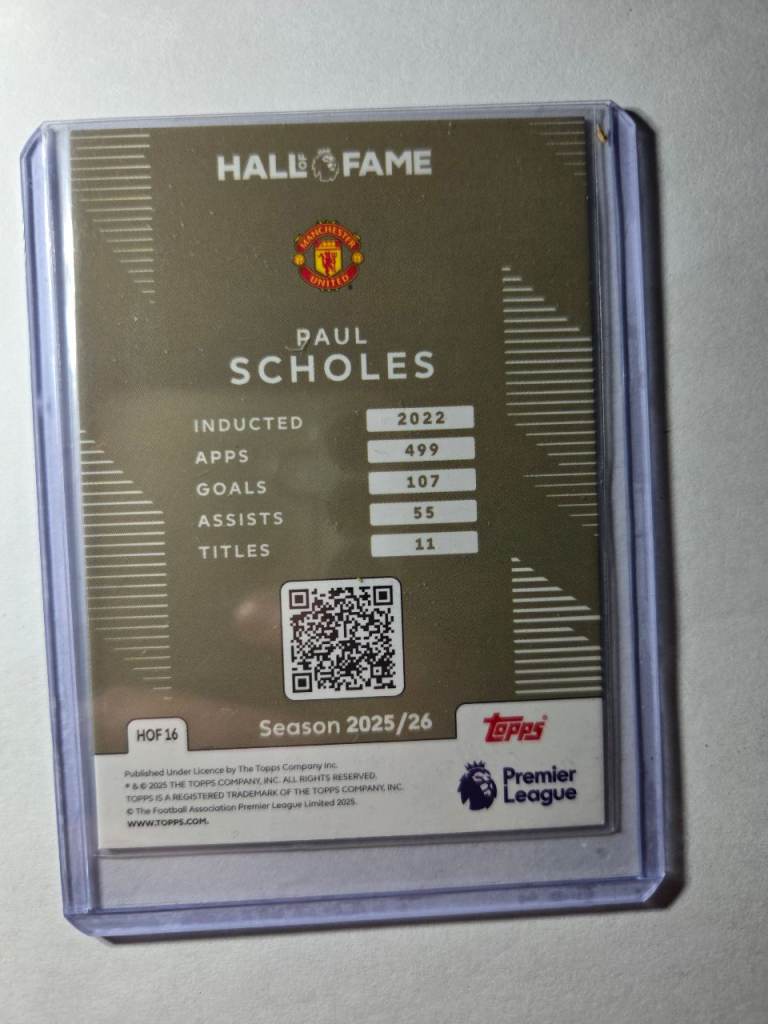 HALL OF FAME
MANCHESTER
UNITED
PAUL
SCHOLES
INDUCTED 2022
APPS 499
GOALS 107
ASSISTS 55
TITLES 11
HOF 16
Season 2025/26
topps®
Published Under Licence by The Topps Company Inc.
® & © 2025 THE TOPPS COMPANY, INC. ALL RIGHTS RESERVED.
TOPPS IS A REGISTERED TRADEMARK OF THE TOPPS COMPANY, INC.
© The Football Association Premier League Limited 2025.
WWW.TOPPS.COM.
Premier
League